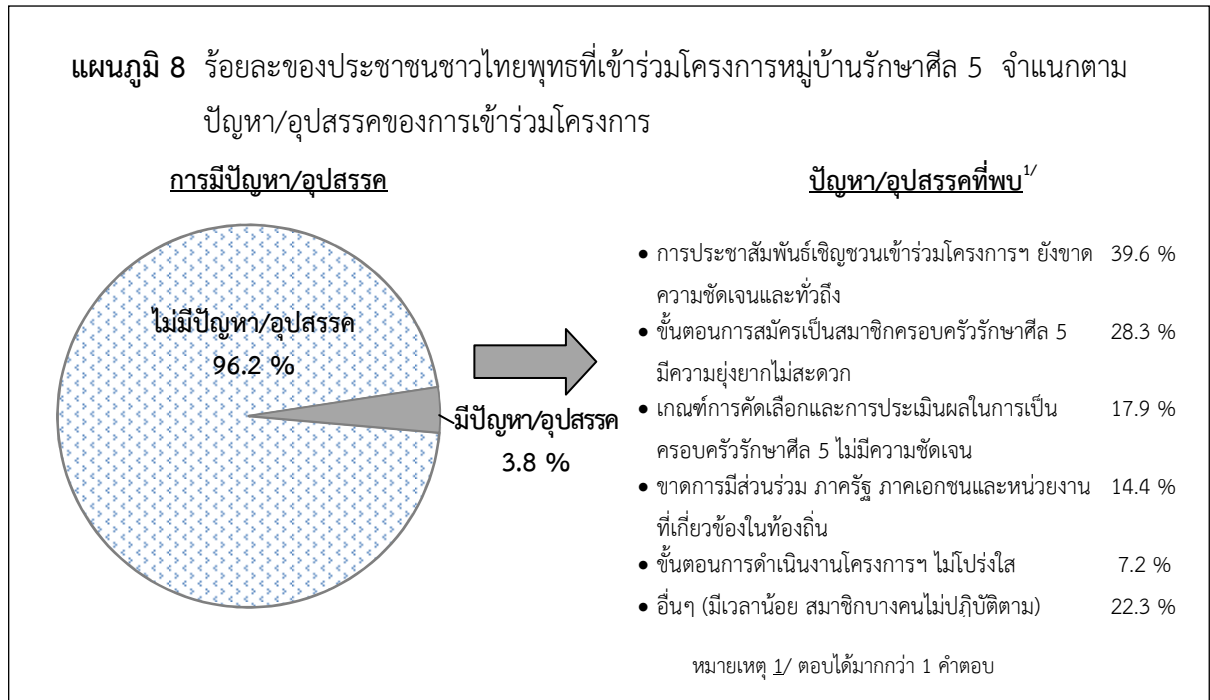 แผนภูมิ 8 ร้อยละของประชาชนชาวไทยพุทธที่เข้าร่วมโครงการหมู่บ้านรักษาศีล 5 จำแนกตาม
ปัญหา/อุปสรรคของการเข้าร่วมโครงการ
การมีปัญหา/อุปสรรค
ไม่มีปัญหา/อุปสรรค
96.2 %
มีปัญหา/อุปสรรค
3.8 %
ปัญหา/อุปสรรคที่พบ1/
• การประชาสัมพันธ์เชิญชวนเข้าร่วมโครงการฯ ยังขาด 39.6 %
ความชัดเจนและทั่วถึง
• ขั้นตอนการสมัครเป็นสมาชิกครอบครัวรักษาศีล 5 28.3 %
มีความยุ่งยากไม่สะดวก
• เกณฑ์การคัดเลือกและการประเมินผลในการเป็น 17.9 %
ครอบครัวรักษาศีล 5 ไม่มีความชัดเจน
• ขาดการมีส่วนร่วม ภาครัฐ ภาคเอกชนและหน่วยงาน 14.4 %
ที่เกี่ยวข้องในท้องถิ่น
• ขั้นตอนการดำเนินงานโครงการฯ ไม่โปร่งใส 7.2 %
• อื่นๆ (มีเวลาน้อย สมาชิกบางคนไม่ปฏิบัติตาม) 22.3 %
หมายเหตุ 1/ ตอบได้มากกว่า 1 คำตอบ